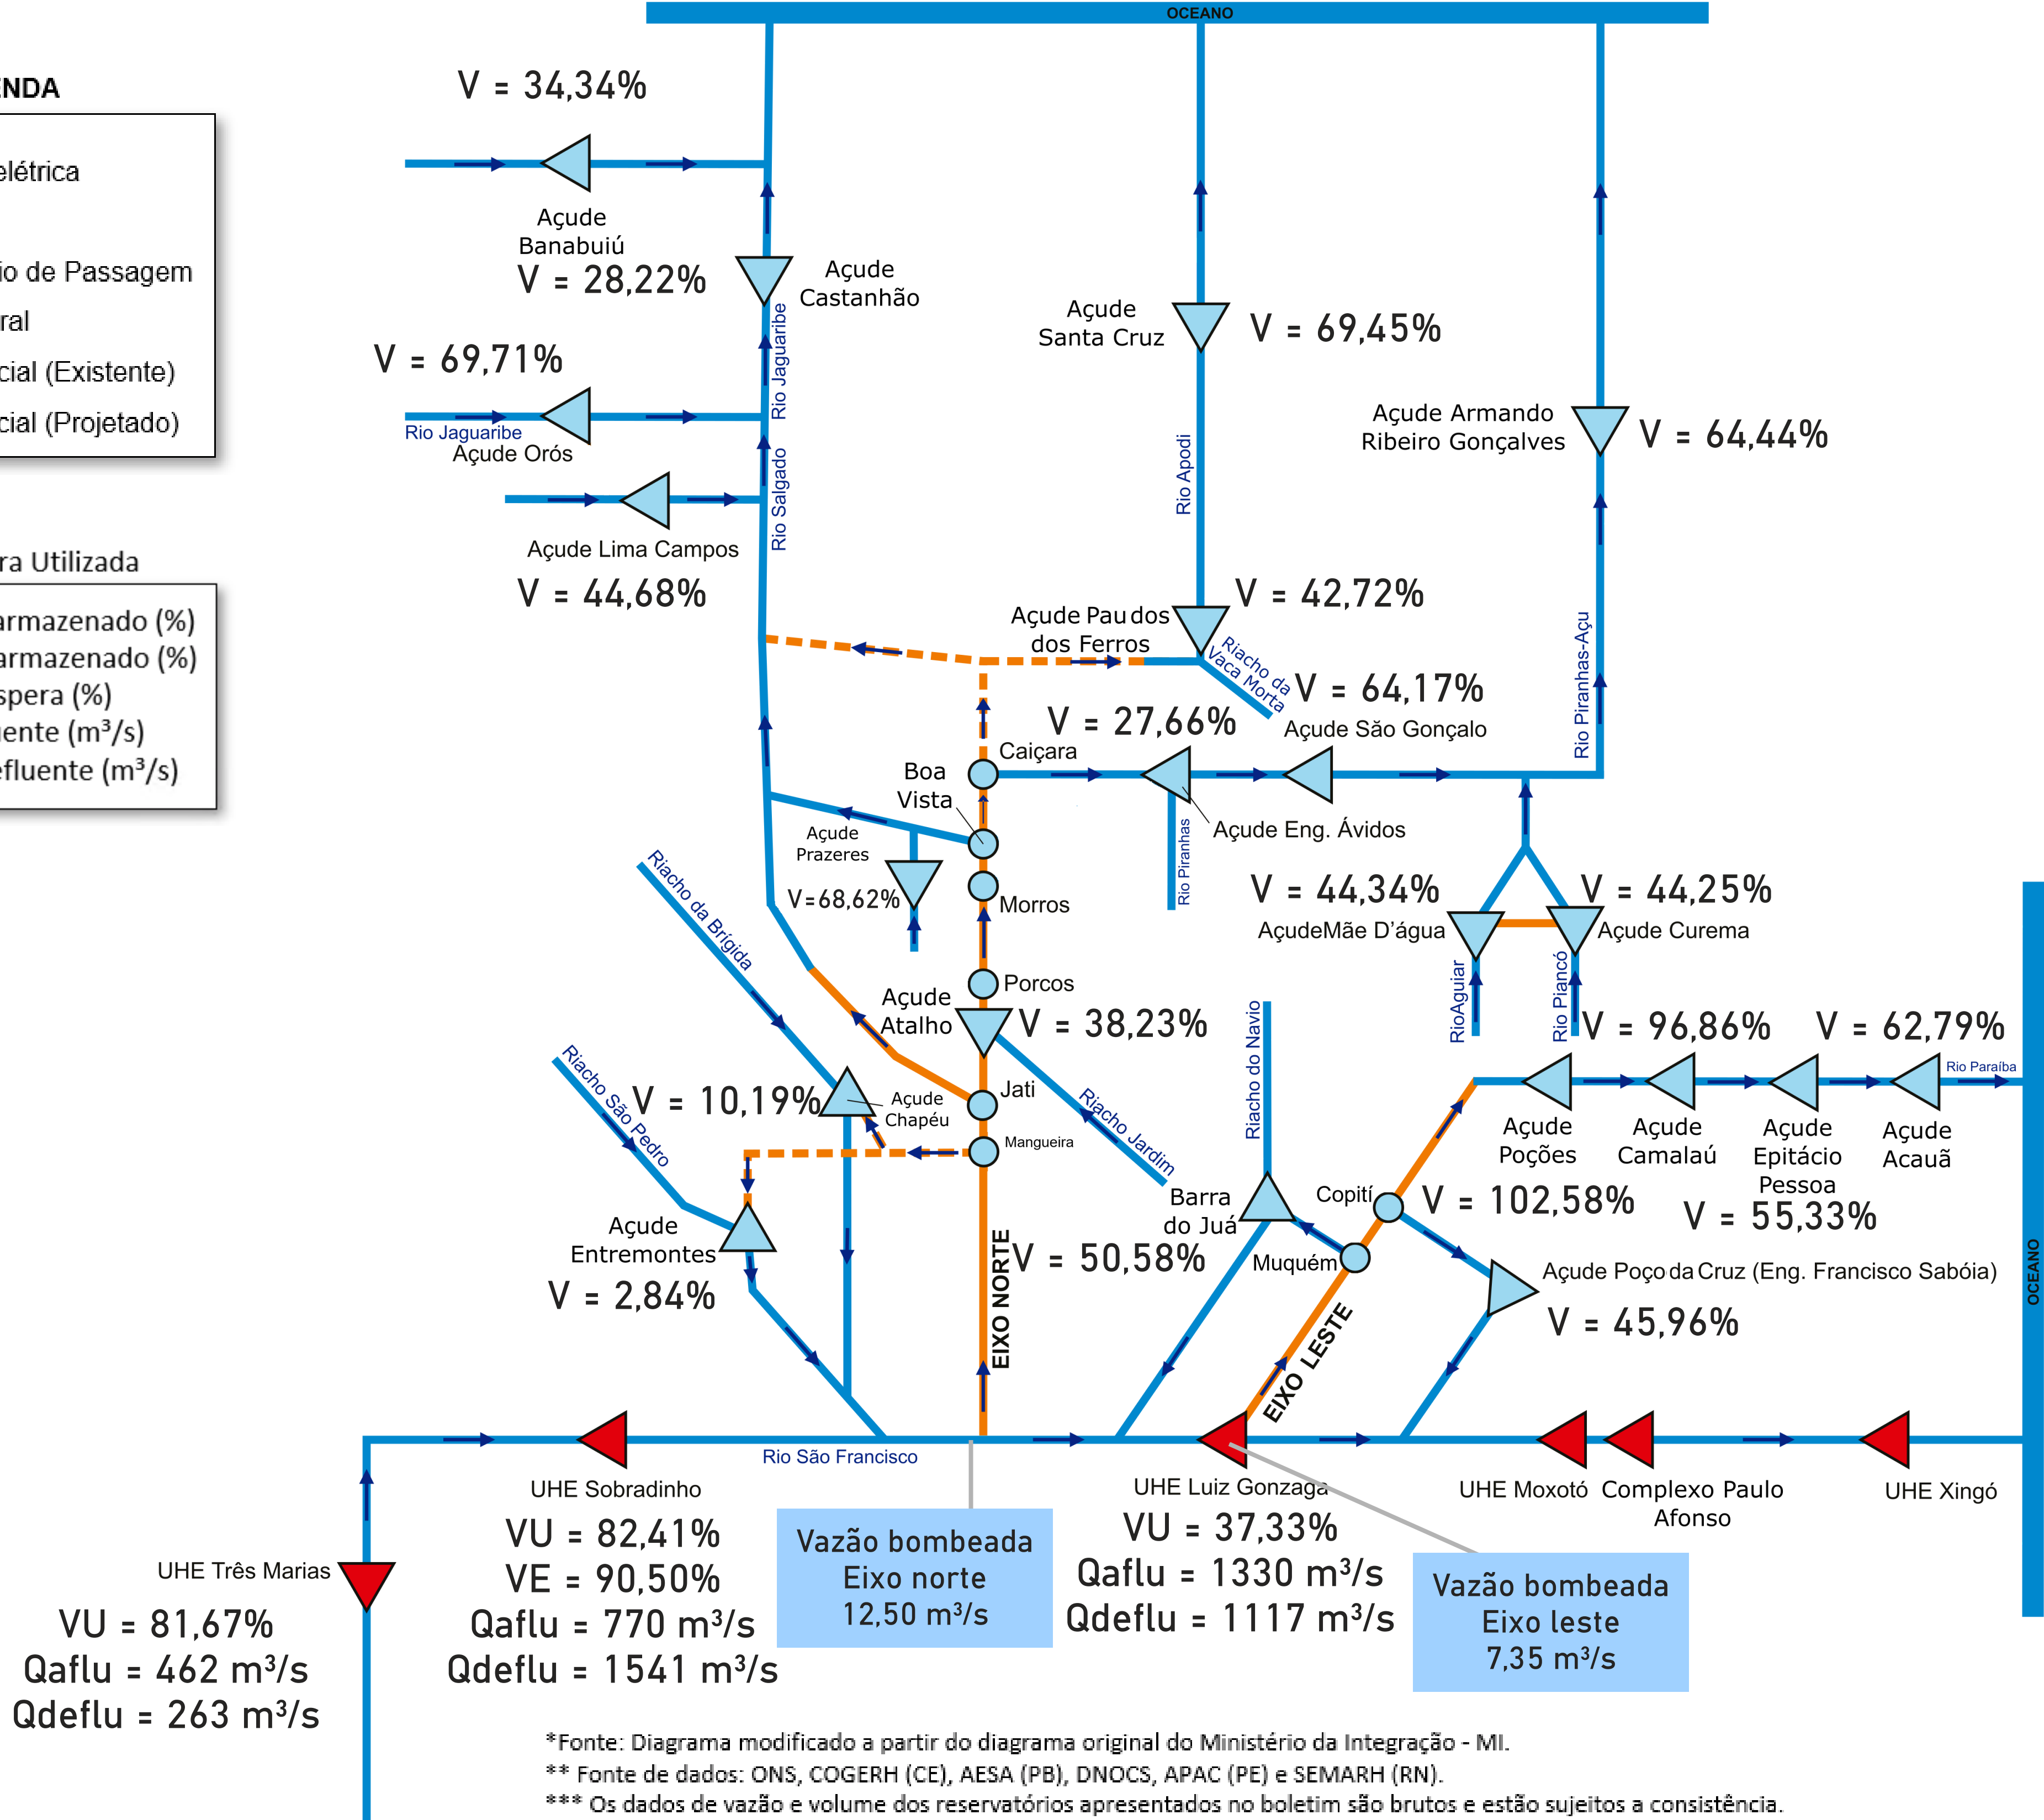 OCEANO
ENDA
elétrica
io de Passagem
ral
cial (Existente)
cial (Projetado)
ra Utilizada
armazenado (%)
armazenado (%)
spera (%)
uente (m³/s)
efluente (m³/s)
V = 34,34%
Açude
Banabuiú
V = 28,22%
Açude
Castanhão
Rio Jaguaribe
V = 69,71%
Rio Jaguaribe
Açude Orós
Rio Salgado
Açude Lima Campos
V = 44,68%
Açude
Santa Cruz
V = 69,45%
Rio Apodi
Açude Armando
Ribeiro Gonçalves
V = 64,44%
Rio Piranhas-Açu
Açude Pau dos
dos Ferros
V = 42,72%
Riacho da
Vaca Morta
V = 64,17%
Açude São Gonçalo
V = 27,66%
Caiçara
Boa
Vista
Açude Eng. Ávidos
Rio Piranhas
Açude
Prazeres
V=68,62%
Morros
Riacho da Brígida
V = 44,34%
AçudeMãe D'água
V = 44,25%
Açude Curema
RioAguiar
Rio Piancó
Porcos
Açude
Atalho
V = 38,23%
Riacho Jardim
Jati
Mangueira
Riacho São Pedro
V = 10,19%
Açude
Chapéu
Açude
Entremontes
V = 2,84%
EIXO NORTE
Riacho do Navio
Barra
do Juá
V = 50,58%
Muquém
Copití
EIXO LESTE
V = 96,86%
V = 62,79%
Rio Paraíba
Açude
Poções
Açude
Camalaú
Açude
Epitácio
Pessoa
Açude
Acauã
V = 102,58%
V = 55,33%
Açude Poço da Cruz (Eng. Francisco Sabóia)
V = 45,96%
OCEANO
Rio São Francisco
UHE Sobradinho
VU = 82,41%
VE = 90,50%
Qaflu = 770 m³/s
Qdeflu = 1541 m³/s
UHE Três Marias
VU = 81,67%
Qaflu = 462 m³/s
Qdeflu = 263 m³/s
Vazão bombeada
Eixo norte
12,50 m³/s
UHE Luiz Gonzaga
VU = 37,33%
Qaflu = 1330 m³/s
Qdeflu = 1117 m³/s
Vazão bombeada
Eixo leste
7,35 m³/s
UHE Moxotó
Complexo Paulo
Afonso
UHE Xingó
*Fonte: Diagrama modificado a partir do diagrama original do Ministério da Integração - MI.
** Fonte de dados: ONS, COGERH (CE), AESA (PB), DNOCS, APAC (PE) e SEMARH (RN).
*** Os dados de vazão e volume dos reservatórios apresentados no boletim são brutos e estão sujeitos a consistência.